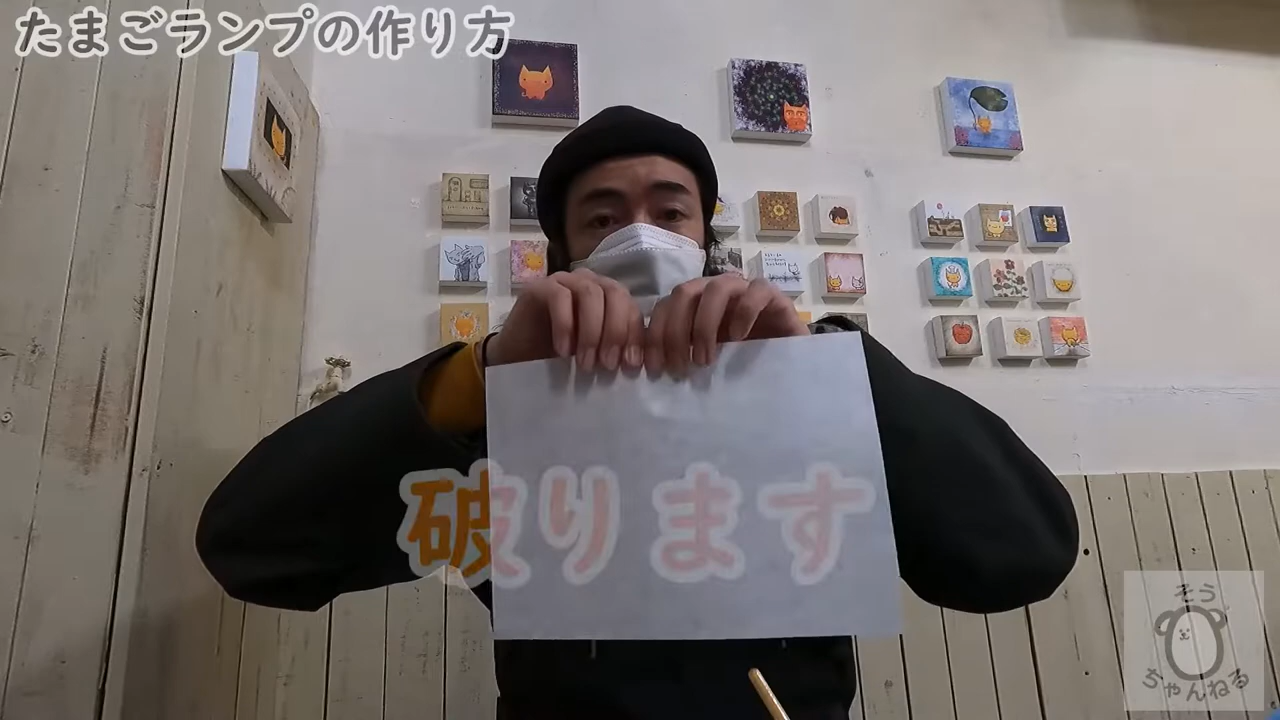 たまごランプの作り方
破ります
そう
ちゃんねる